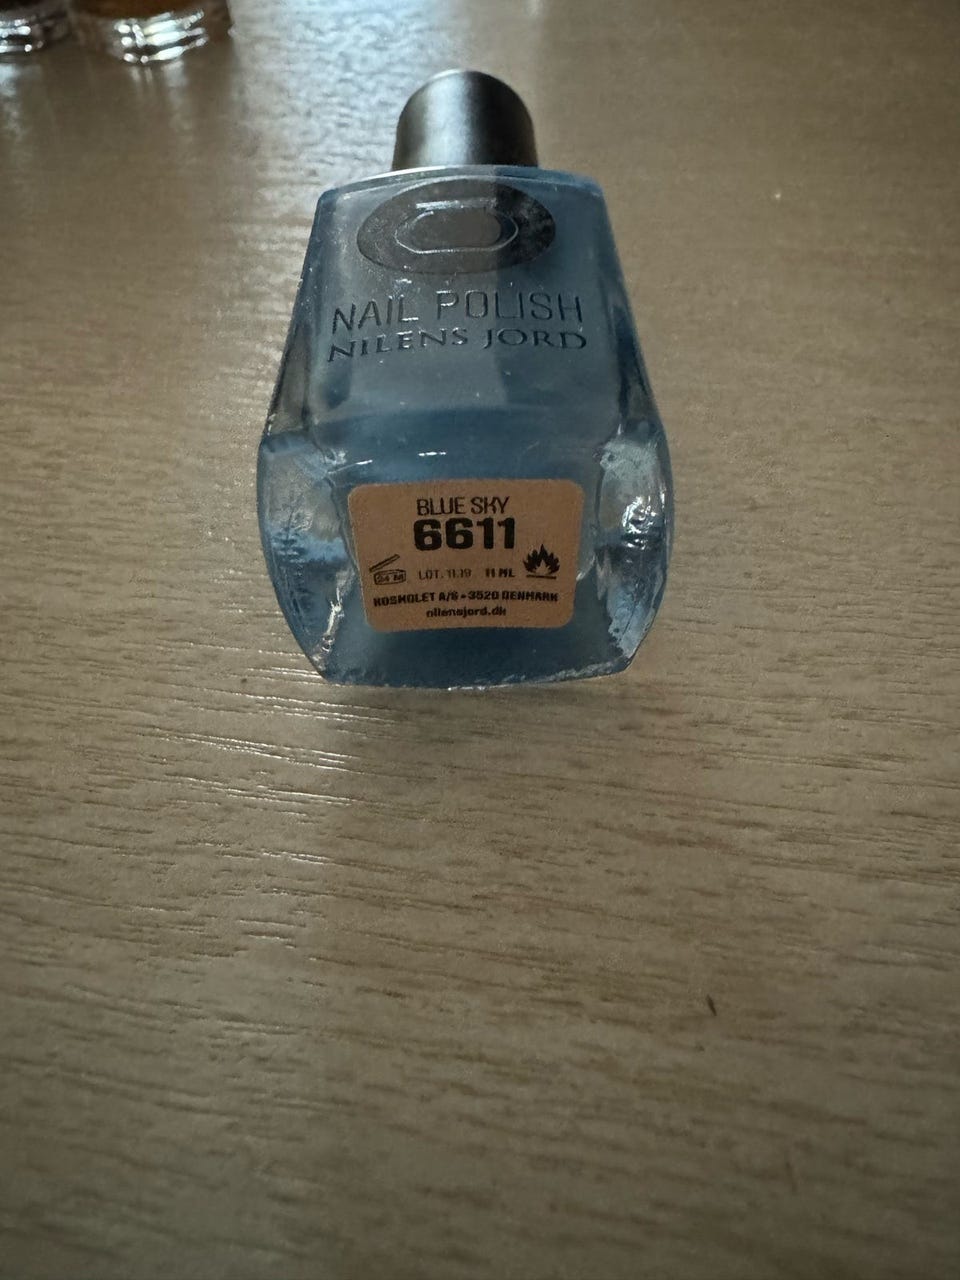 NAIL POLISH
NILENS JORD
BLUE SKY
6611
24 M LOT. 11.19 11 ML
KOSMOLET A/S • 3520 DENMARK
nilensjord.dk